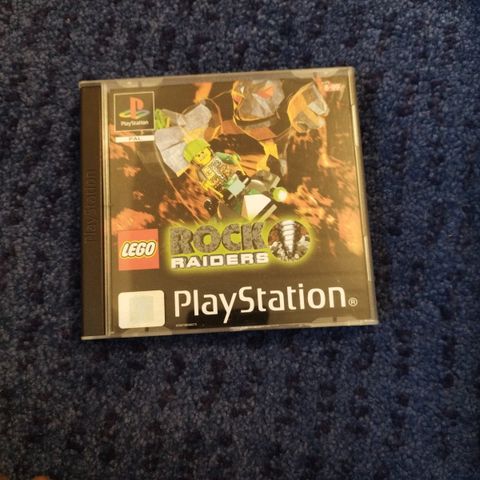 PlayStation
PAL
PlayStation
LEGO
ROCK
RAIDERS
PlayStation®